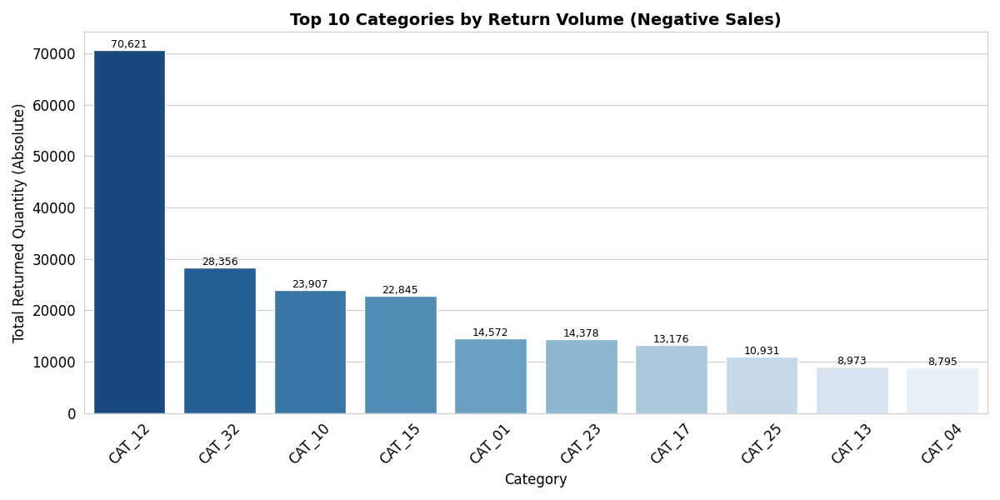 Top 10 Categories by Return Volume (Negative Sales)
Total Returned Quantity (Absolute)
70000
60000
50000
40000
30000
20000
10000
0
70,621
28,356
23,907
22,845
14,572
14,378
13,176
10,931
8,973
8,795
CAT_12
CAT_32
CAT_10
CAT_15
CAT_01
CAT_23
CAT_17
CAT_25
CAT_13
CAT_04
Category